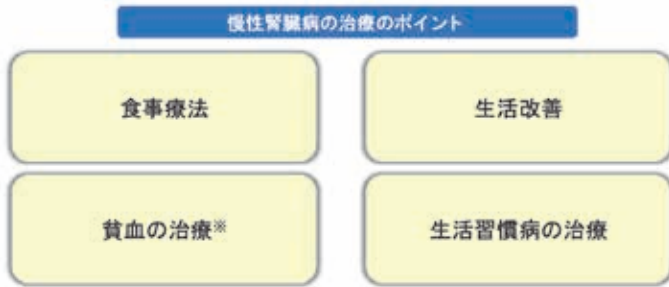 慢性腎臓病の治療のポイント
食事療法
生活改善
貧血の治療※
生活習慣病の治療